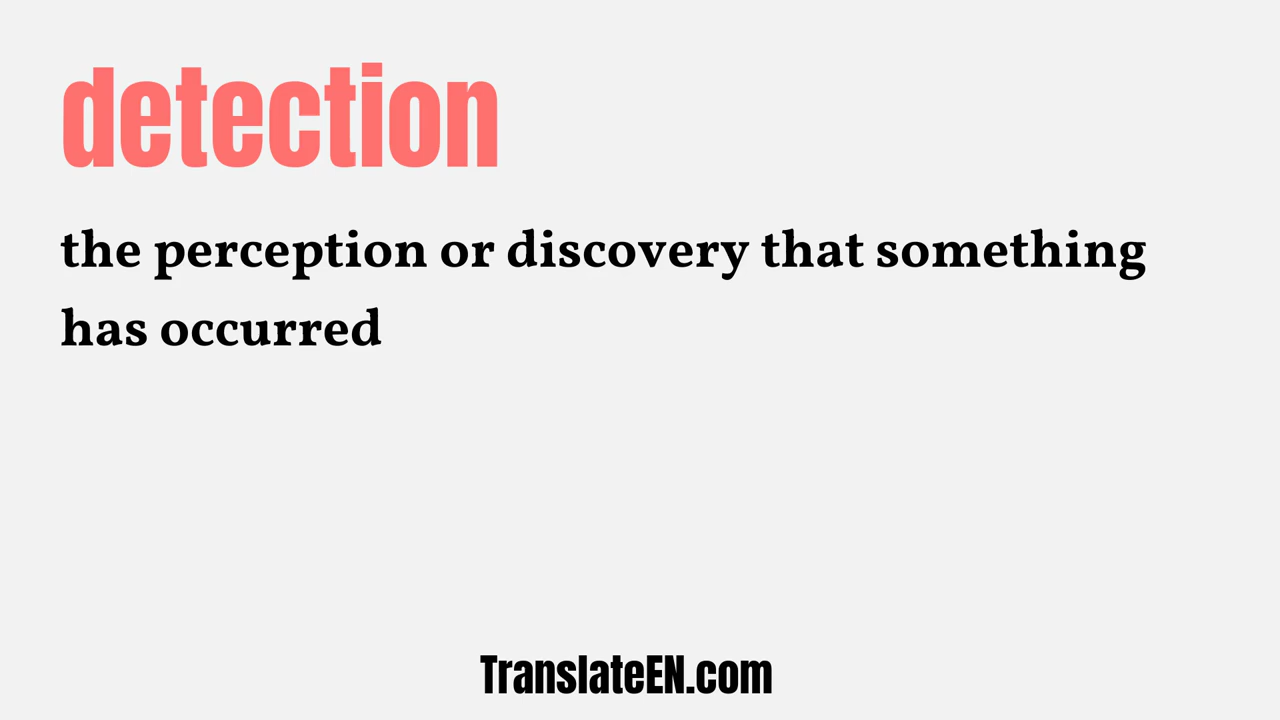 detection
the perception or discovery that something
has occurred
TranslateEN.com